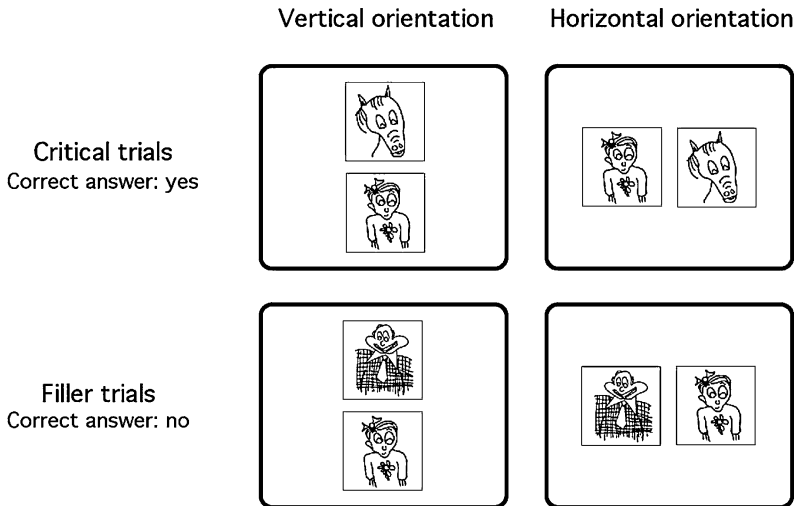 Vertical orientation
Horizontal orientation
Critical trials
Correct answer: yes
Filler trials
Correct answer: no